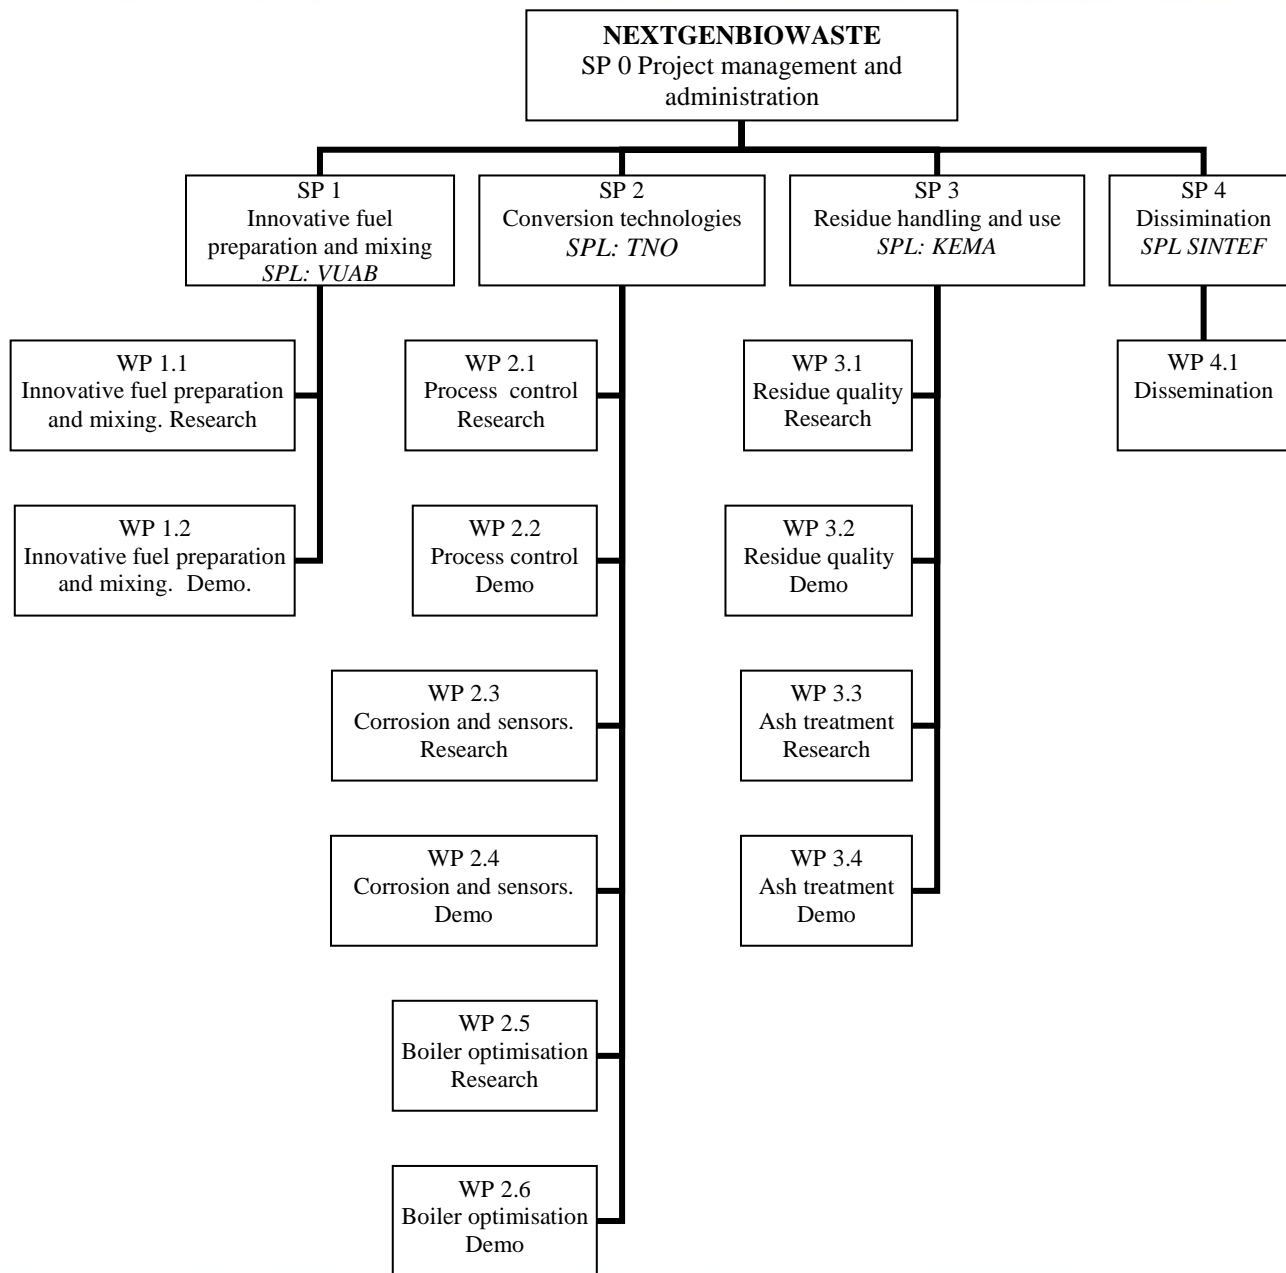 NEXTGENBIOWASTE
SP 0 Project management and
administration
SP 1
Innovative fuel
preparation and mixing
SPL: VUAB
SP 2
Conversion technologies
SPL: TNO
SP 3
Residue handling and use
SPL: KEMA
SP 4
Dissimination
SPL SINTEF
WP 1.1
Innovative fuel preparation
and mixing. Research
WP 2.1
Process control
Research
WP 3.1
Residue quality
Research
WP 4.1
Dissemination
WP 1.2
Innovative fuel preparation
and mixing. Demo.
WP 2.2
Process control
Demo
WP 3.2
Residue quality
Demo
WP 2.3
Corrosion and sensors.
Research
WP 3.3
Ash treatment
Research
WP 2.4
Corrosion and sensors.
Demo
WP 3.4
Ash treatment
Demo
WP 2.5
Boiler optimisation
Research
WP 2.6
Boiler optimisation
Demo